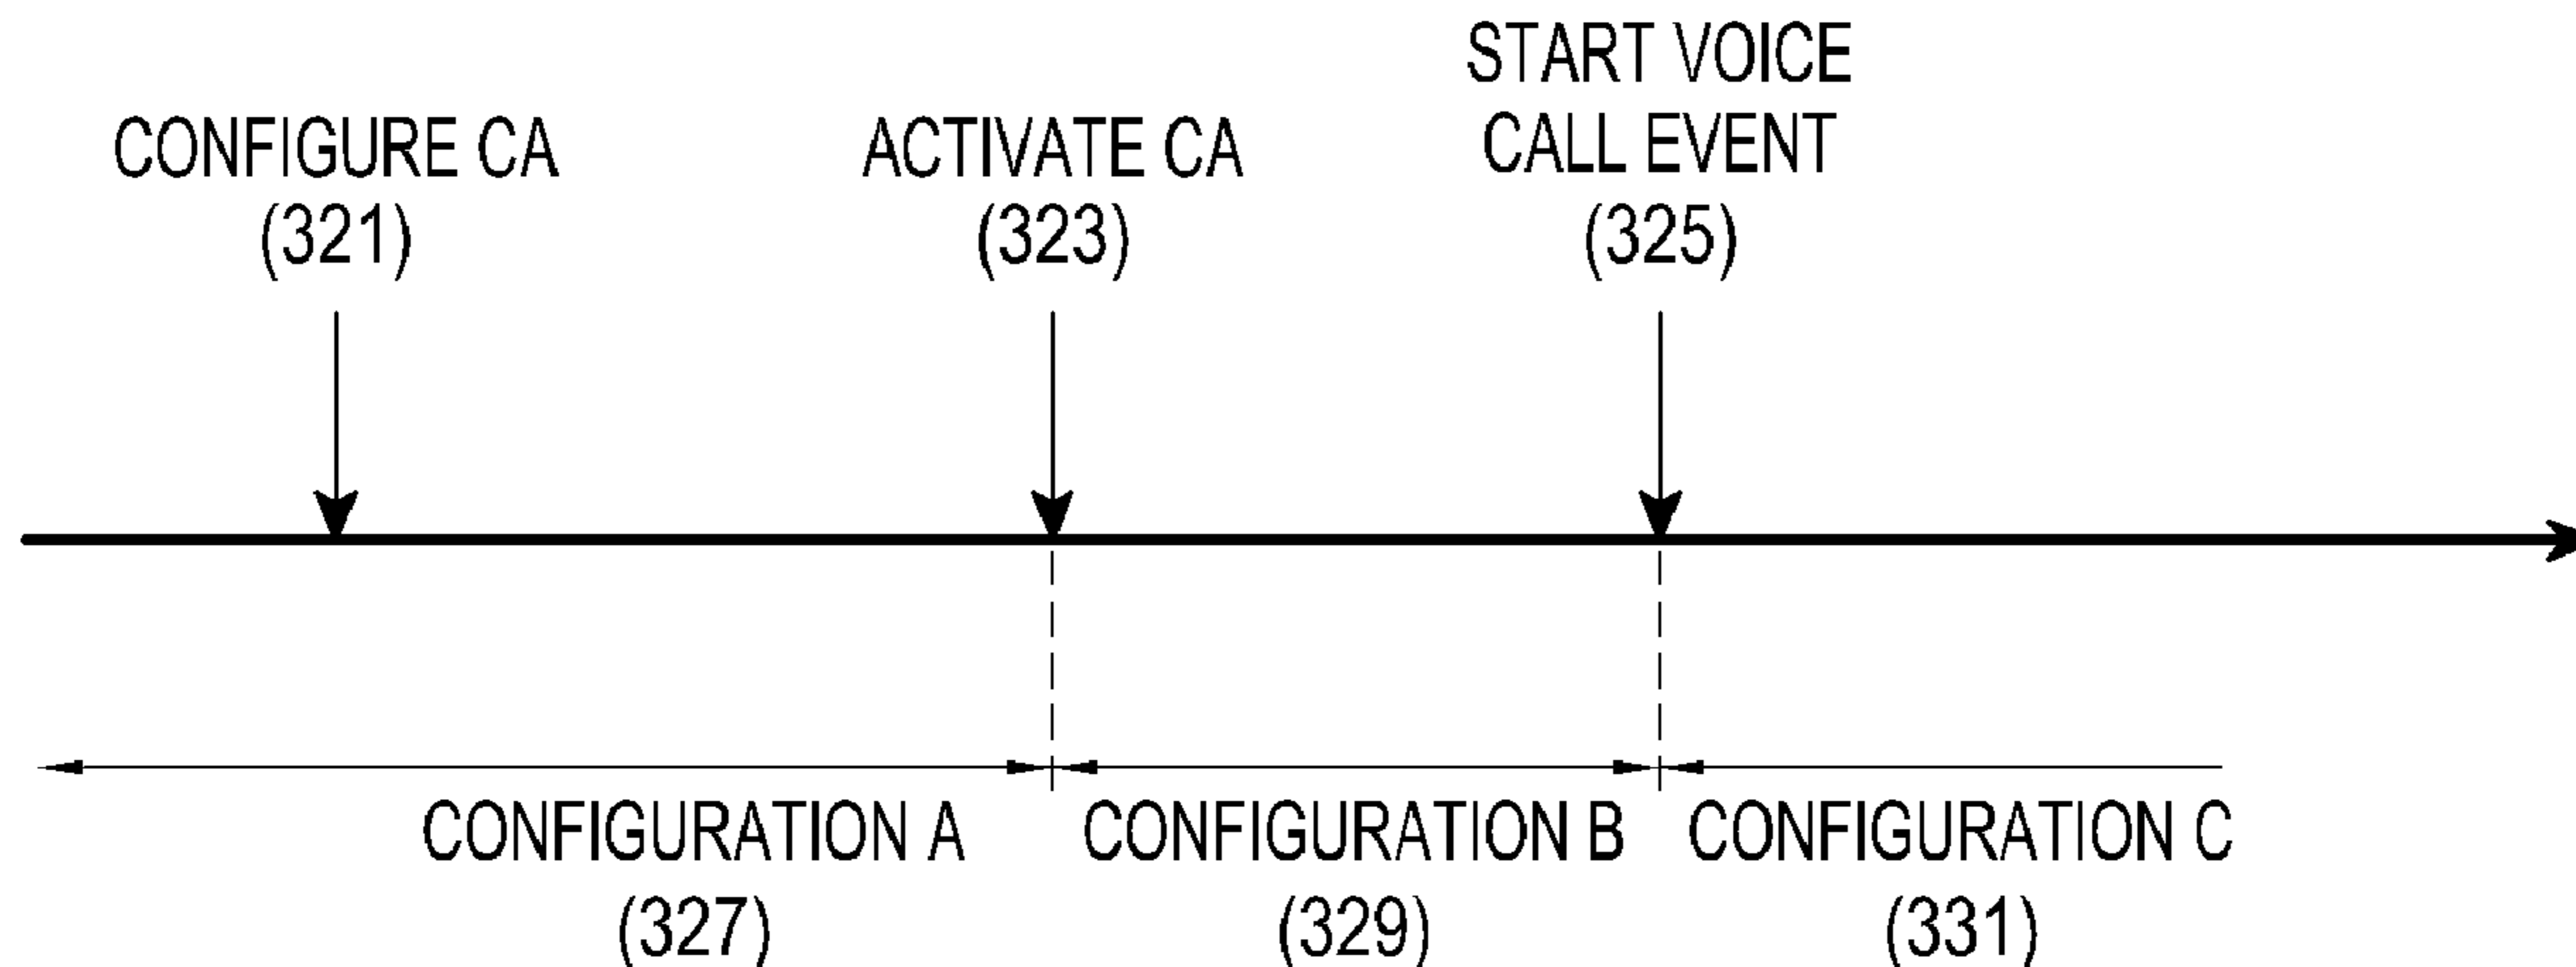 CONFIGURE CA
(321)
ACTIVATE CA
(323)
START VOICE
CALL EVENT
(325)
CONFIGURATION A
(327)
CONFIGURATION B
(329)
CONFIGURATION C
(331)